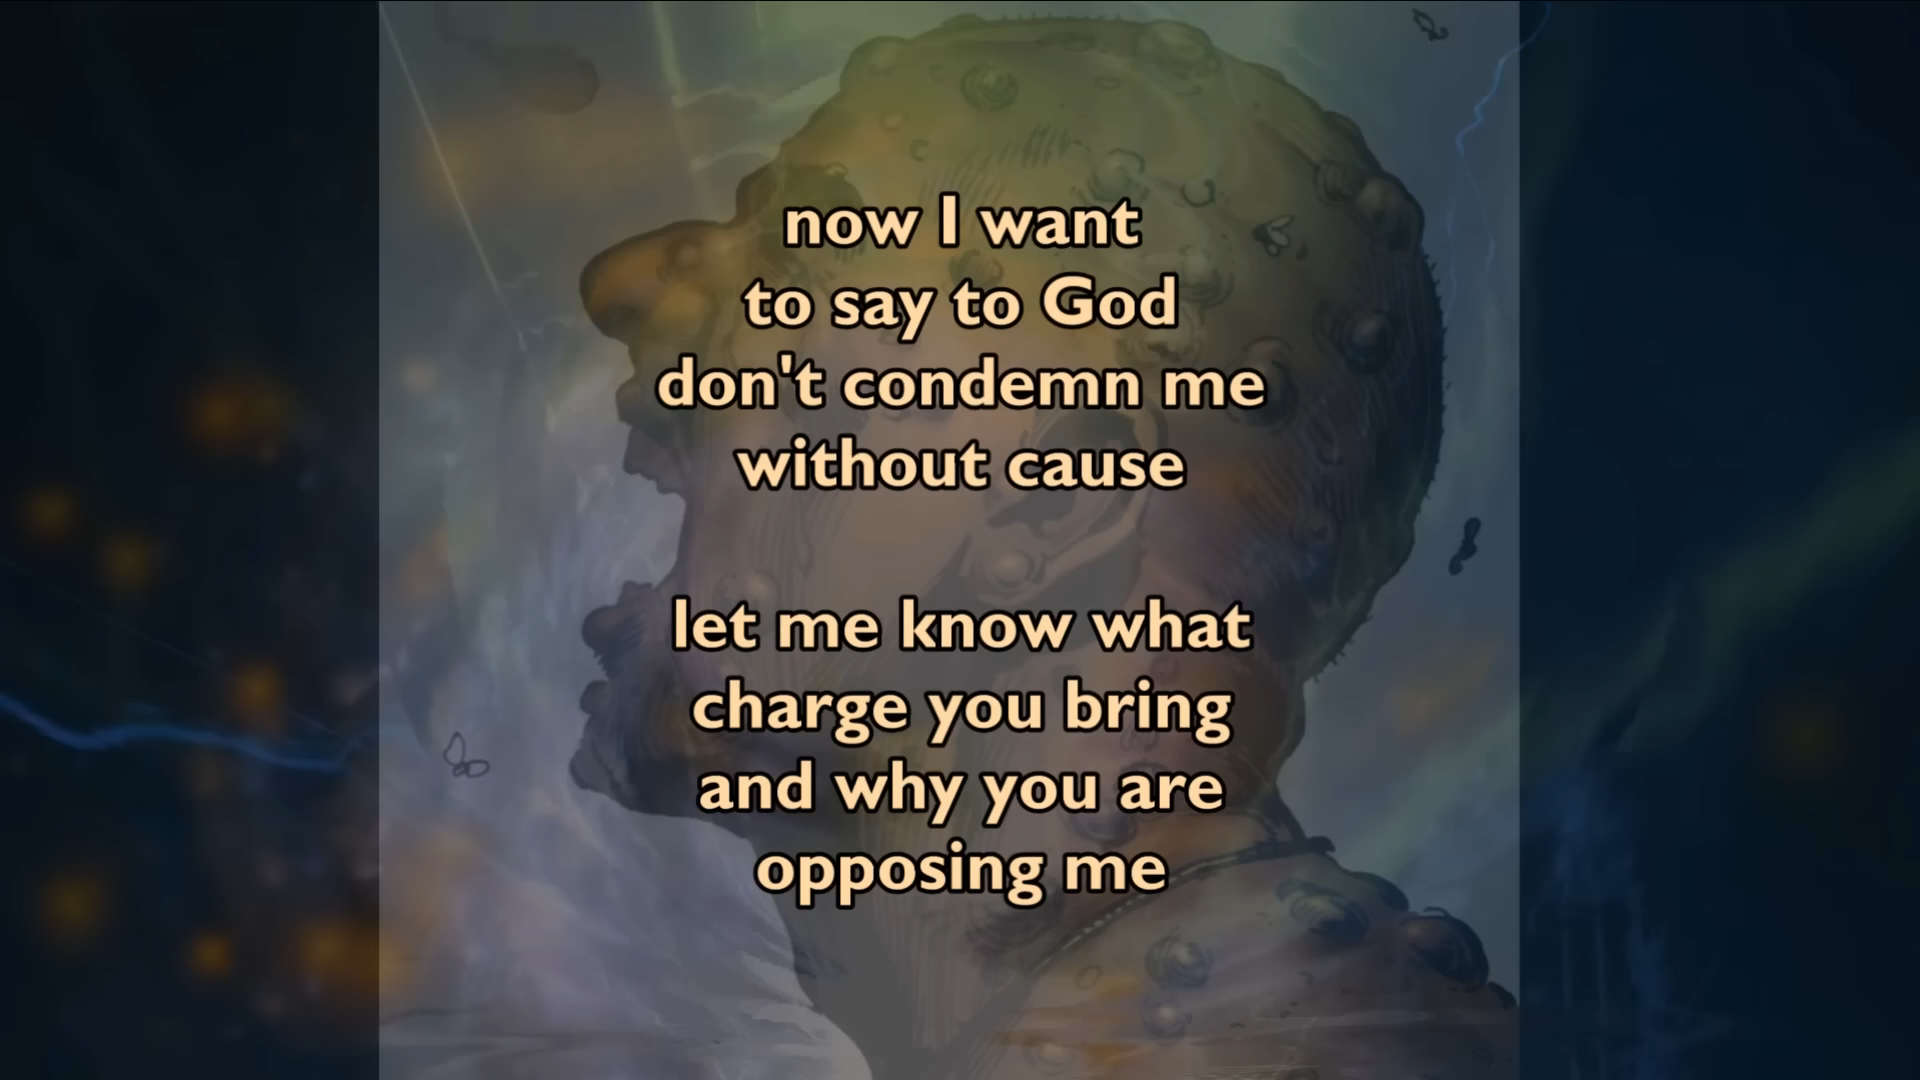 now I want
to say to God
don't condemn me
without cause
let me know what
charge you bring
and why you are
opposing me